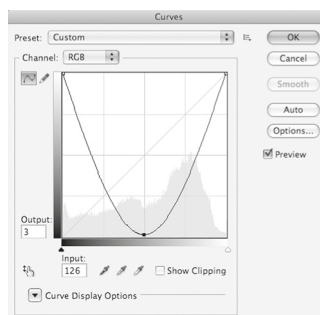 Curves
Preset: Custom
OK
Channel: RGB
Cancel
Smooth
Auto
Options...
Preview
Output:
3
Input:
126
Show Clipping
Curve Display Options